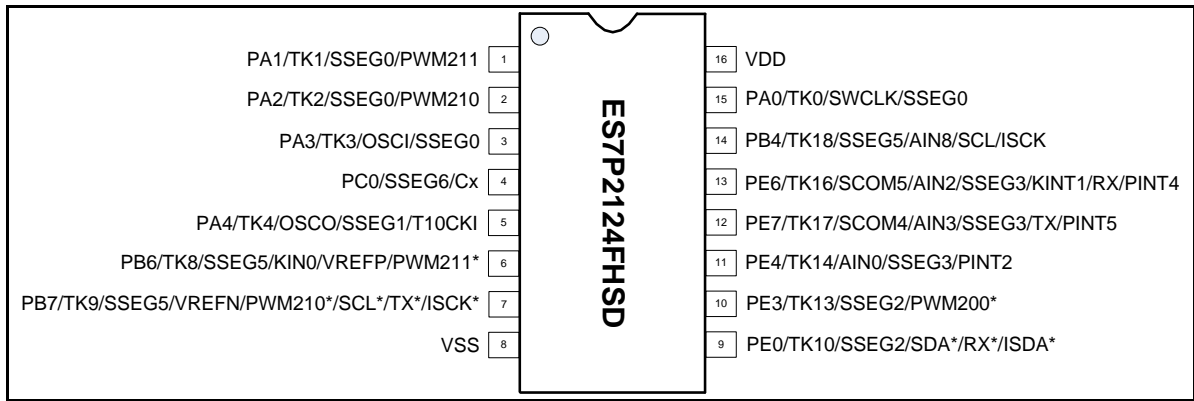 PA1/TK1/SSEG0/PWM211 1
PA2/TK2/SSEG0/PWM210 2
PA3/TK3/OSCI/SSEG0 3
PC0/SSEG6/Cx 4
PA4/TK4/OSCO/SSEG1/T10CKI 5
PB6/TK8/SSEG5/KIN0/VREFP/PWM211* 6
PB7/TK9/SSEG5/VREFN/PWM210*/SCL*/TX*/ISCK* 7
VSS 8
ES7P2124FHSD
16 VDD
15 PA0/TK0/SWCLK/SSEG0
14 PB4/TK18/SSEG5/AIN8/SCL/ISCK
13 PE6/TK16/SCOM5/AIN2/SSEG3/KINT1/RX/PINT4
12 PE7/TK17/SCOM4/AIN3/SSEG3/TX/PINT5
11 PE4/TK14/AIN0/SSEG3/PINT2
10 PE3/TK13/SSEG2/PWM200*
9 PE0/TK10/SSEG2/SDA*/RX*/ISDA*